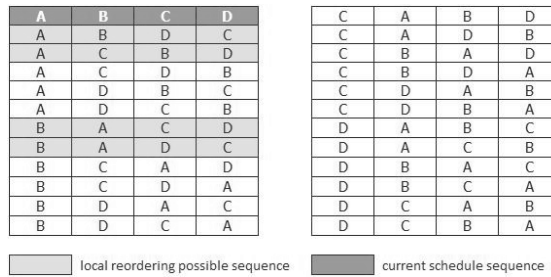 A B C D
A B D C
A C B D
A C D B
A D B C
A D C B
B A C D
B A D C
B C A D
B C D A
B D A C
B D C A
C A B D
C A D B
C B A D
C B D A
C D A B
C D B A
D A B C
D A C B
D B A C
D B C A
D C A B
D C B A
local reordering possible sequence
current schedule sequence